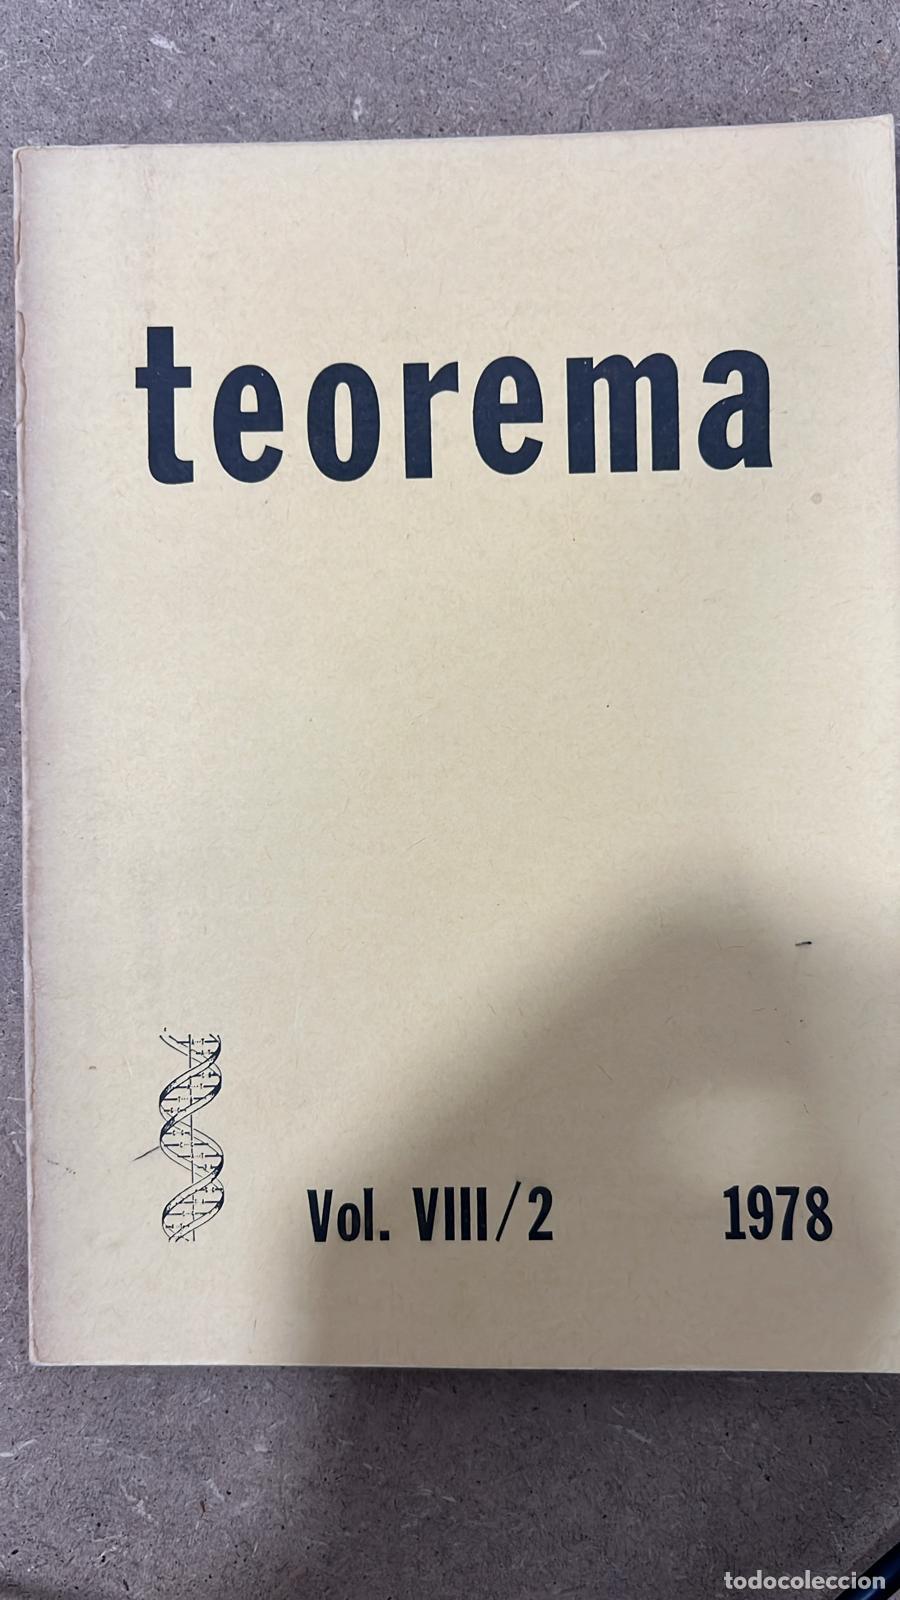 teorema
Vol. VIII/2 1978
todocoleccion